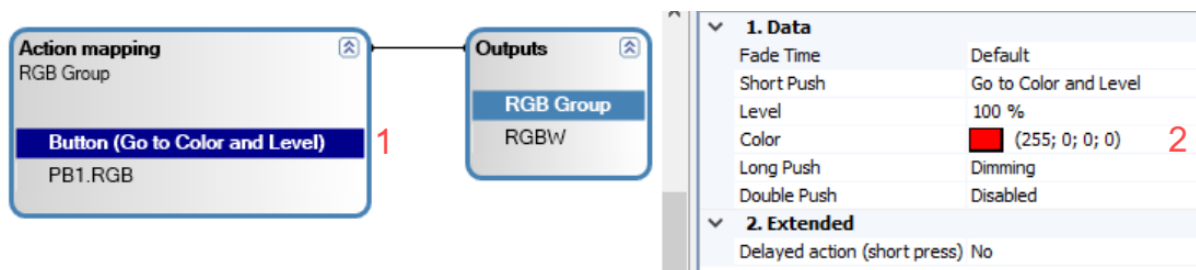 Action mapping
RGB Group
Button (Go to Color and Level)
PB1.RGB
1
Outputs
RGB Group
RGBW
1. Data
Fade Time Default
Short Push Go to Color and Level
Level 100 %
Color (255; 0; 0; 0) 2
Long Push Dimming
Double Push Disabled
2. Extended
Delayed action (short press) No